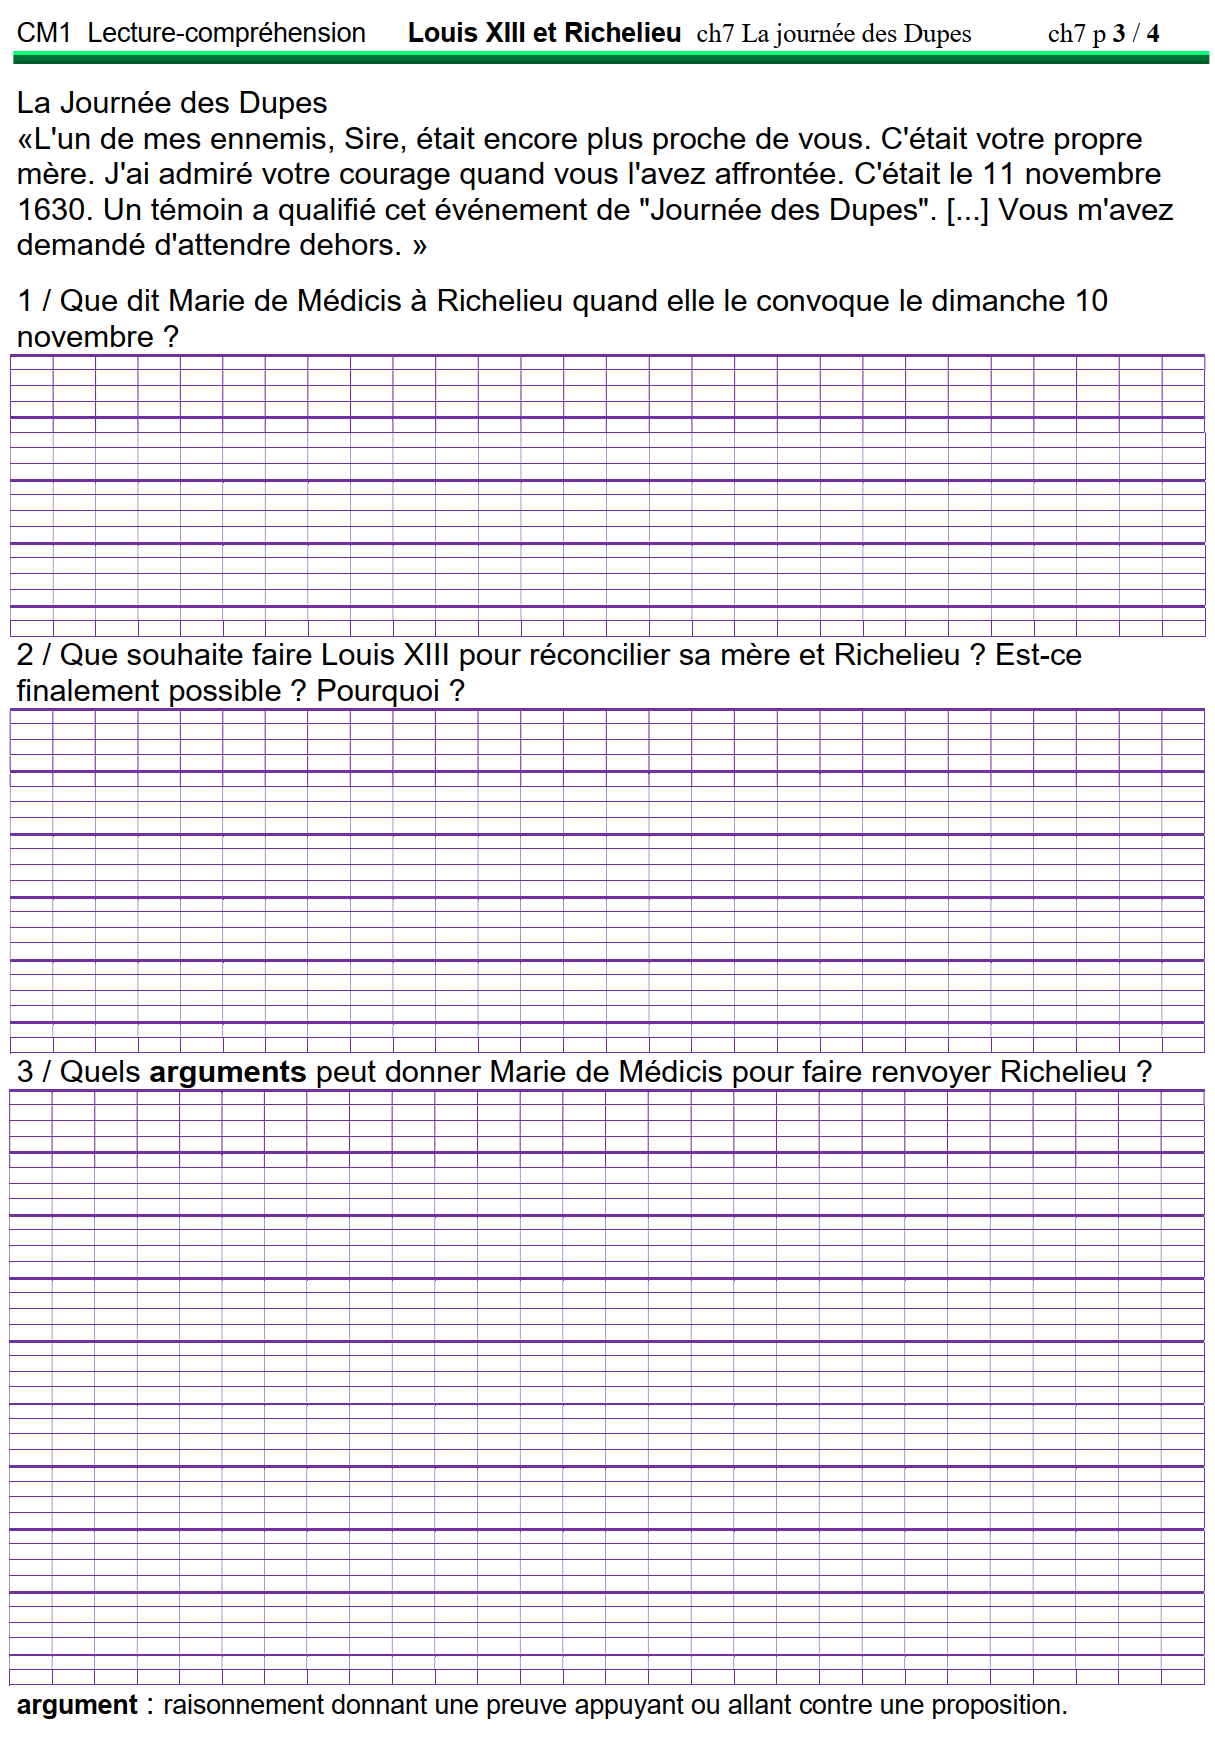 CM1 Lecture-compréhension Louis XIII et Richelieu ch7 La journée des Dupes ch7 p 3 / 4
La Journée des Dupes
«L'un de mes ennemis, Sire, était encore plus proche de vous. C'était votre propre
mère. J'ai admiré votre courage quand vous l'avez affrontée. C'était le 11 novembre
1630. Un témoin a qualifié cet événement de "Journée des Dupes". [...] Vous m'avez
demandé d'attendre dehors. »
1 / Que dit Marie de Médicis à Richelieu quand elle le convoque le dimanche 10
novembre ?
2 / Que souhaite faire Louis XIII pour réconcilier sa mère et Richelieu ? Est-ce
finalement possible ? Pourquoi ?
3 / Quels arguments peut donner Marie de Médicis pour faire renvoyer Richelieu ?
argument : raisonnement donnant une preuve appuyant ou allant contre une proposition.